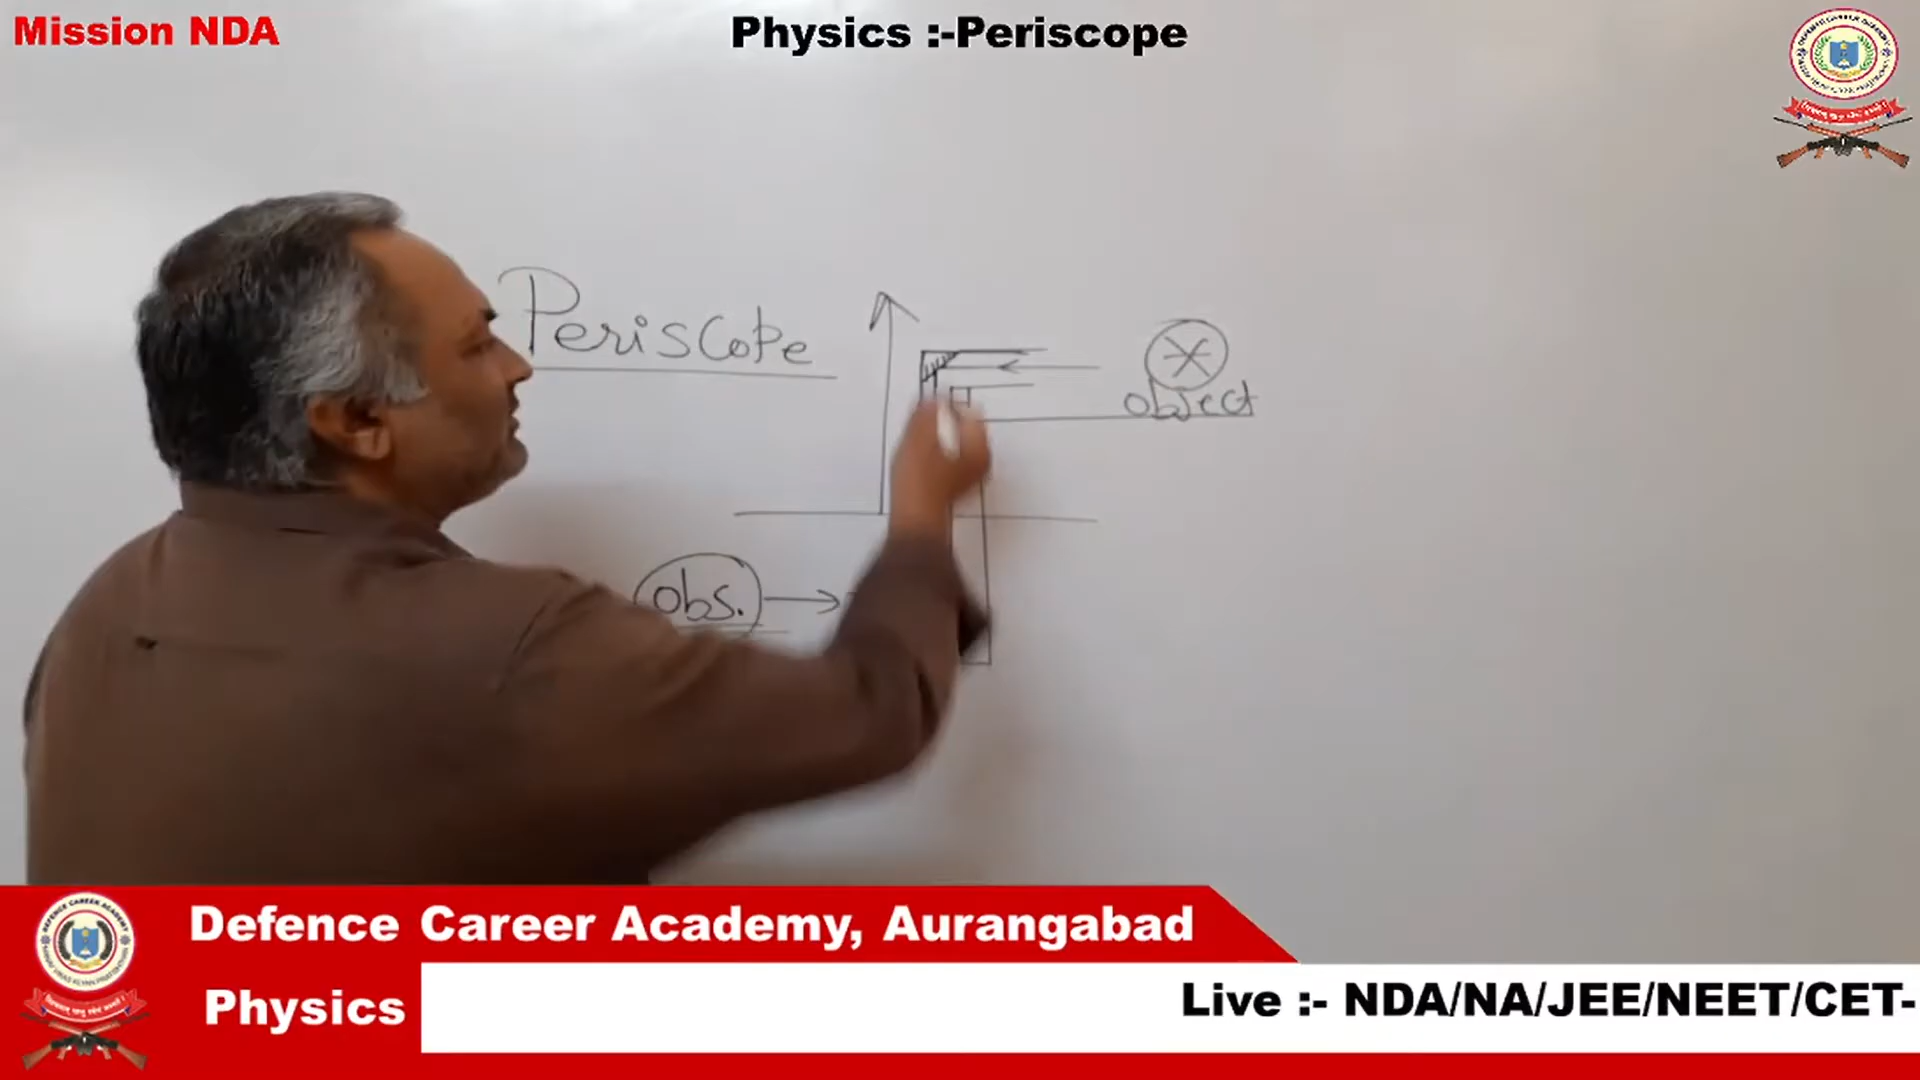 Mission NDA
Physics :-Periscope
Periscope
object
obs.
Defence Career Academy, Aurangabad
Physics
Live :- NDA/NA/JEE/NEET/CET-